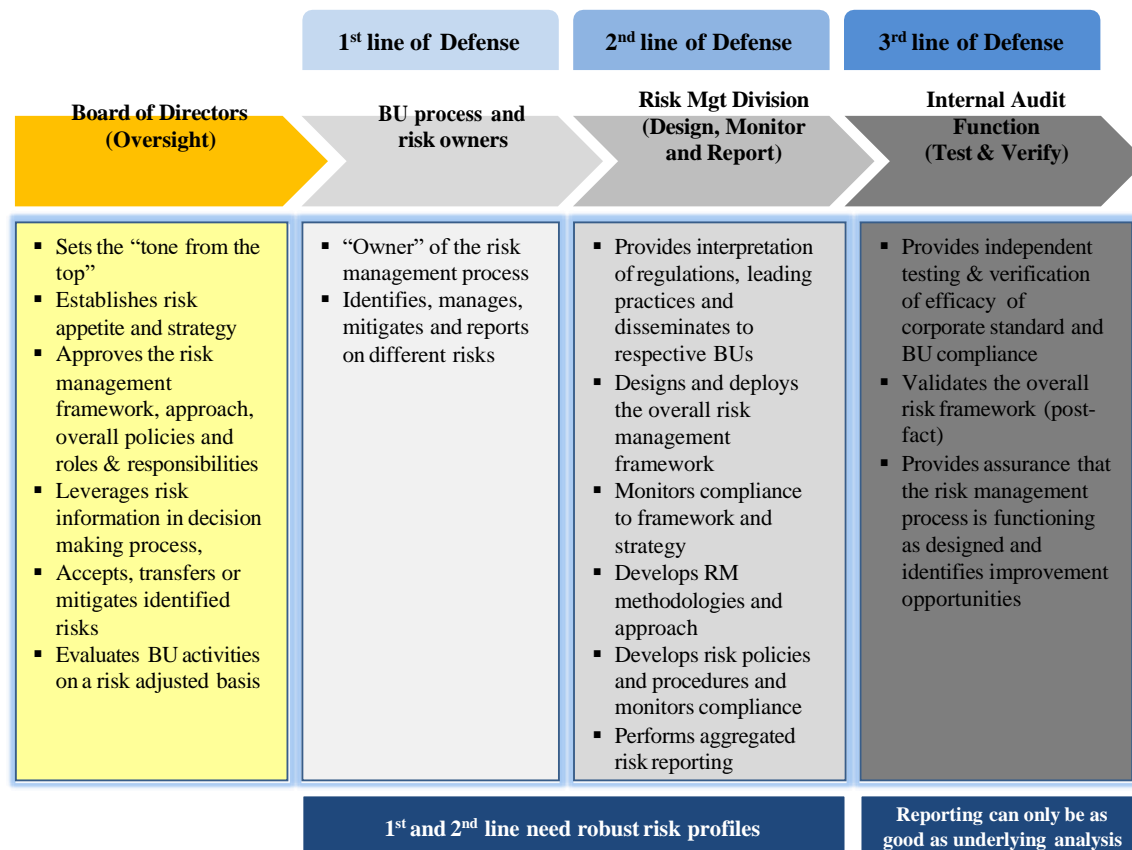 1st line of Defense
2nd line of Defense
3rd line of Defense
Board of Directors
(Oversight)
BU process and
risk owners
Risk Mgt Division
(Design, Monitor
and Report)
Internal Audit
Function
(Test & Verify)
▪ Sets the “tone from the
top”
▪ Establishes risk
appetite and strategy
▪ Approves the risk
management
framework, approach,
overall policies and
roles & responsibilities
▪ Leverages risk
information in decision
making process,
▪ Accepts, transfers or
mitigates identified
risks
▪ Evaluates BU activities
on a risk adjusted basis
▪ “Owner” of the risk
management process
▪ Identifies, manages,
mitigates and reports
on different risks
▪ Provides interpretation
of regulations, leading
practices and
disseminates to
respective BUs
▪ Designs and deploys
the overall risk
management
framework
▪ Monitors compliance
to framework and
strategy
▪ Develops RM
methodologies and
approach
▪ Develops risk policies
and procedures and
monitors compliance
▪ Performs aggregated
risk reporting
▪ Provides independent
testing & verification
of efficacy of
corporate standard and
BU compliance
▪ Validates the overall
risk framework (post-
fact)
▪ Provides assurance that
the risk management
process is functioning
as designed and
identifies improvement
opportunities
1st and 2nd line need robust risk profiles
Reporting can only be as
good as underlying analysis